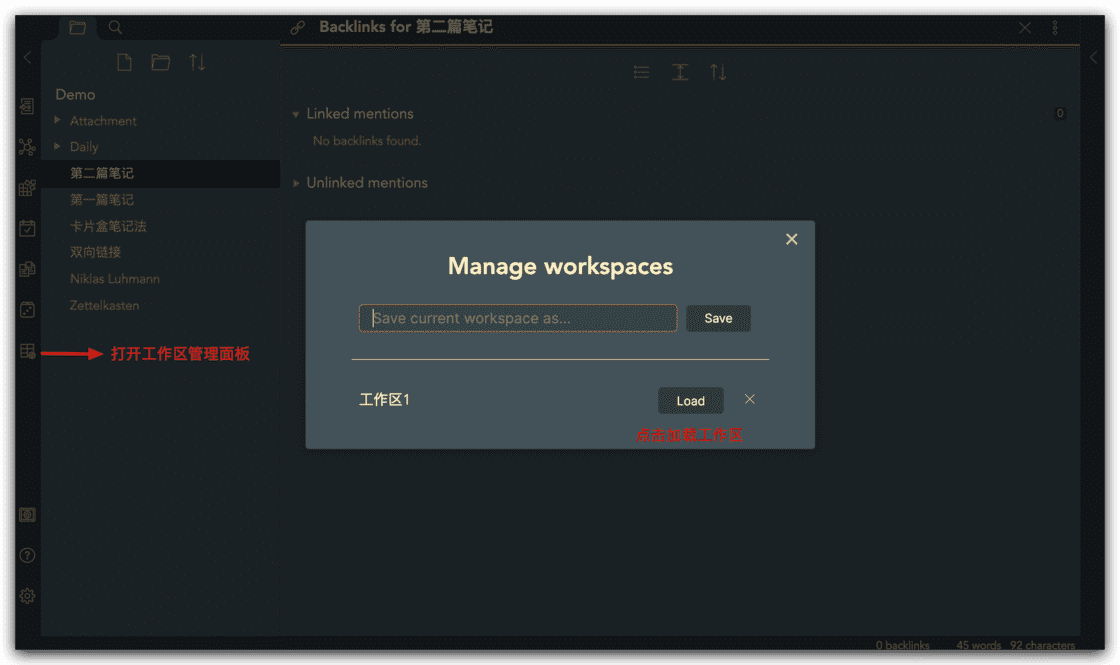 Backlinks for 第二篇笔记
Demo
Attachment
Daily
第二篇笔记
第一篇笔记
卡片盒笔记法
双向链接
Niklas Luhmann
Zettelkasten
Linked mentions
0
No backlinks found.
Unlinked mentions
Manage workspaces
Save current workspace as...
Save
工作区1
Load
点击加载工作区
打开工作区管理面板
0 backlinks
45 words
92 characters